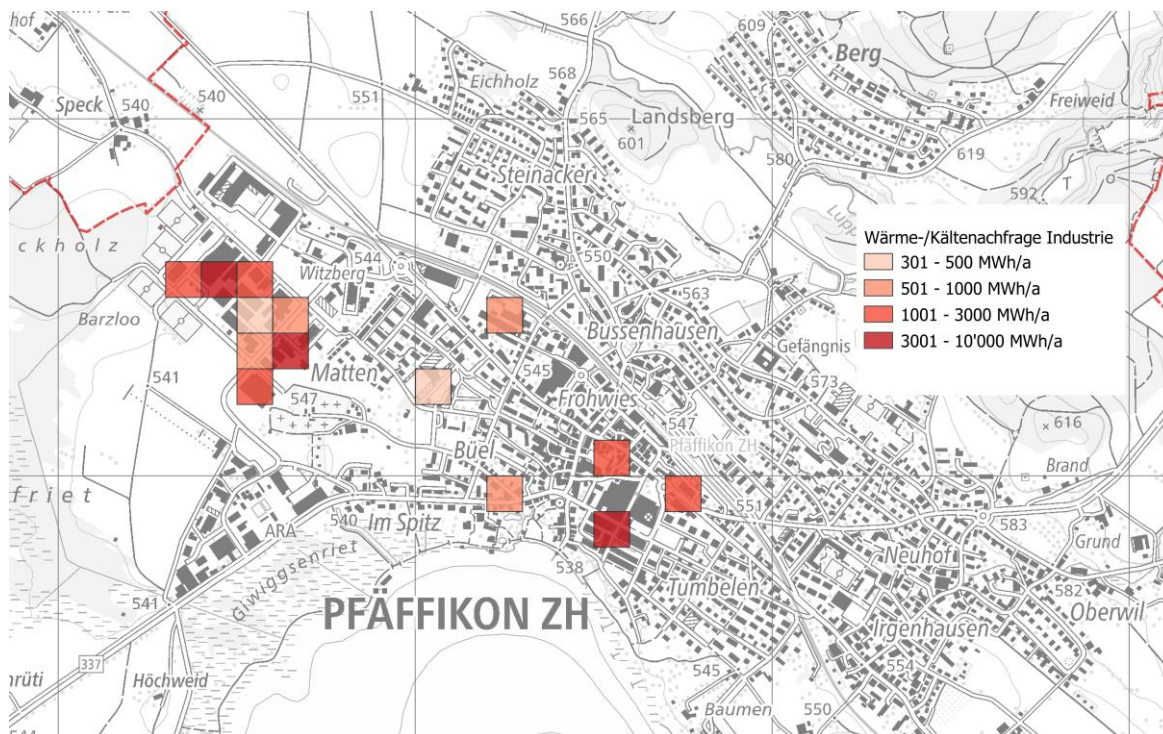 566
609
Berg
Eichholz
568
Speck
540
540
551
565
Landsberg
601
Freiweid
619
580
592
Steinacker
Wärme-/Kältenachfrage Industrie
301 - 500 MWh/a
501 - 1000 MWh/a
1001 - 3000 MWh/a
3001 - 10'000 MWh/a
ckholz
Witzberg
544
550
563
Barzloo
Bussenhausen
Gefängnis
541
Matten
545
573
547
Frohwies
547
Pfäffikon ZH
616
Büel
Brand
friet
Im Spitz
551
583
ARA
540
538
Neuhof
Grund
Giwiggsenriet
Tumbelen
582
541
PFÄFFIKON ZH
Oberwil
Irgenhausen
337
545
554
nrüti
Höchweid
Baumen
550